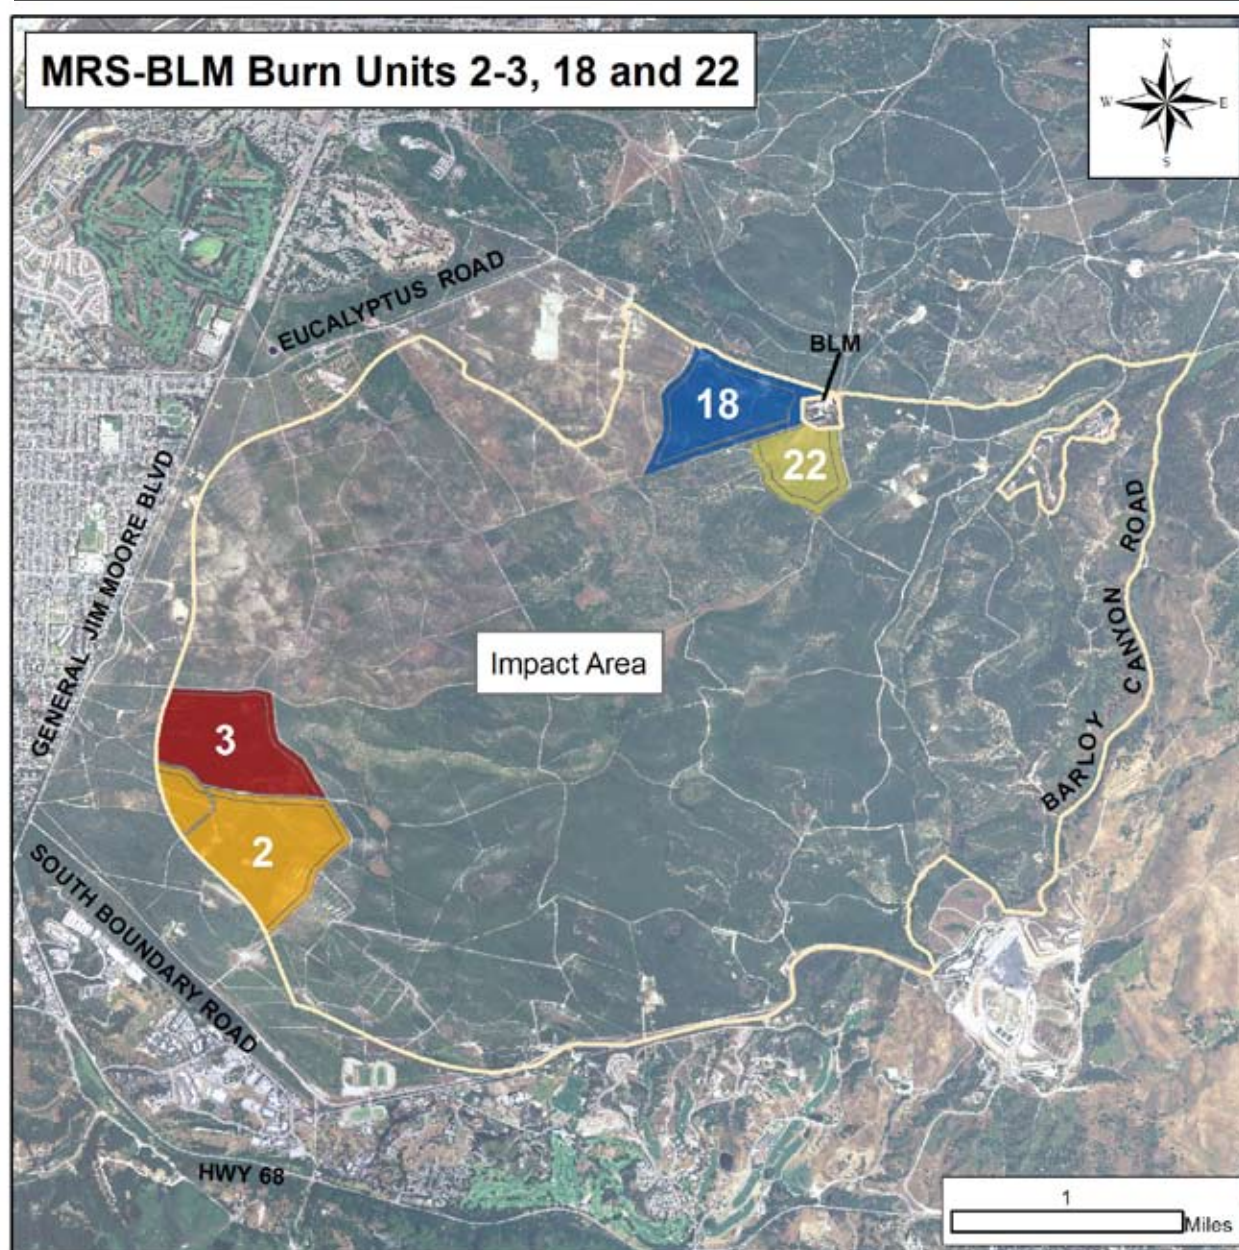 MRS-BLM Burn Units 2-3, 18 and 22
N
W E
S
EUCALYPTUS ROAD
BLM
18
22
GENERAL JIM MOORE BLVD
BARLOY CANYON ROAD
Impact Area
3
2
SOUTH BOUNDARY ROAD
HWY 68
1
Miles